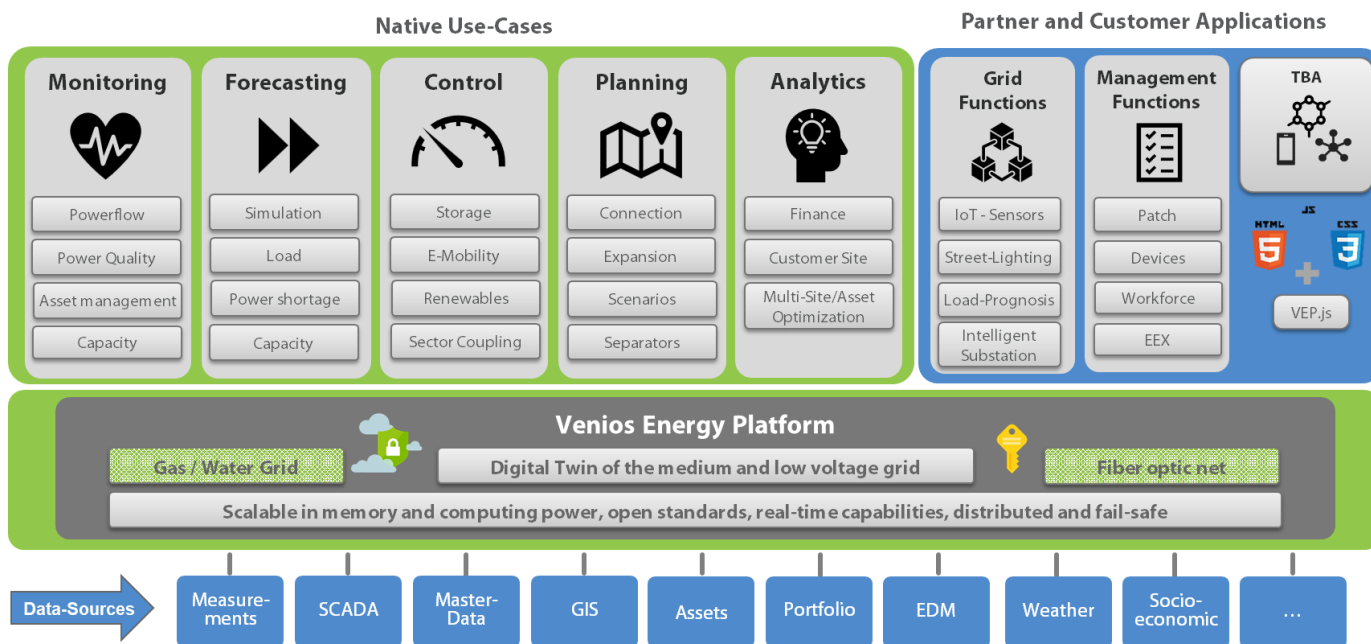 Native Use-Cases
Partner and Customer Applications
Monitoring
Powerflow
Power Quality
Asset management
Capacity
Forecasting
Simulation
Load
Power shortage
Capacity
Control
Storage
E-Mobility
Renewables
Sector Coupling
Planning
Connection
Expansion
Scenarios
Separators
Analytics
Finance
Customer Site
Multi-Site/Asset
Optimization
Grid
Functions
IoT - Sensors
Street-Lighting
Load-Prognosis
Intelligent
Substation
Management
Functions
Patch
Devices
Workforce
EEX
TBA
HTML
5
JS
CSS
3
VEP.js
Venios Energy Platform
Gas / Water Grid
Digital Twin of the medium and low voltage grid
Fiber optic net
Scalable in memory and computing power, open standards, real-time capabilities, distributed and fail-safe
Data-Sources
Measure-
ments
SCADA
Master-
Data
GIS
Assets
Portfolio
EDM
Weather
Socio-
economic
...